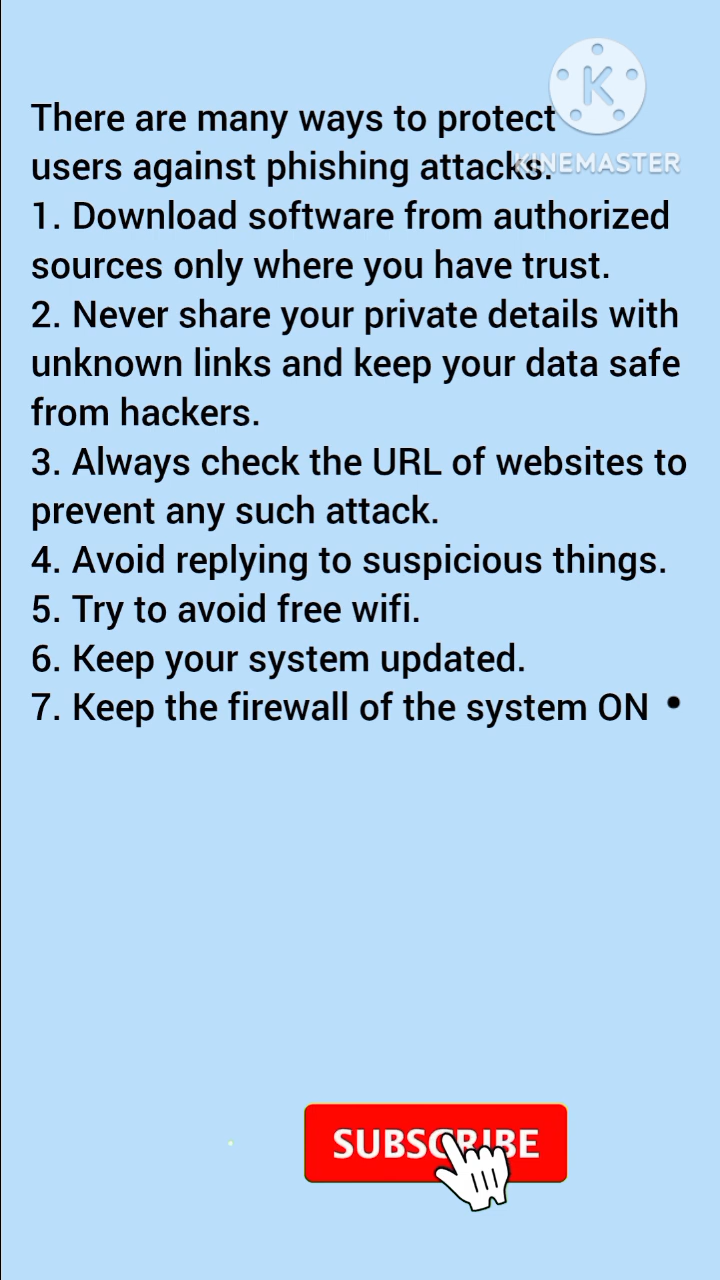 There are many ways to protect
users against phishing attacks.
KINEMASTER
1. Download software from authorized
sources only where you have trust.
2. Never share your private details with
unknown links and keep your data safe
from hackers.
3. Always check the URL of websites to
prevent any such attack.
4. Avoid replying to suspicious things.
5. Try to avoid free wifi.
6. Keep your system updated.
7. Keep the firewall of the system ON •
SUBSCRIBE